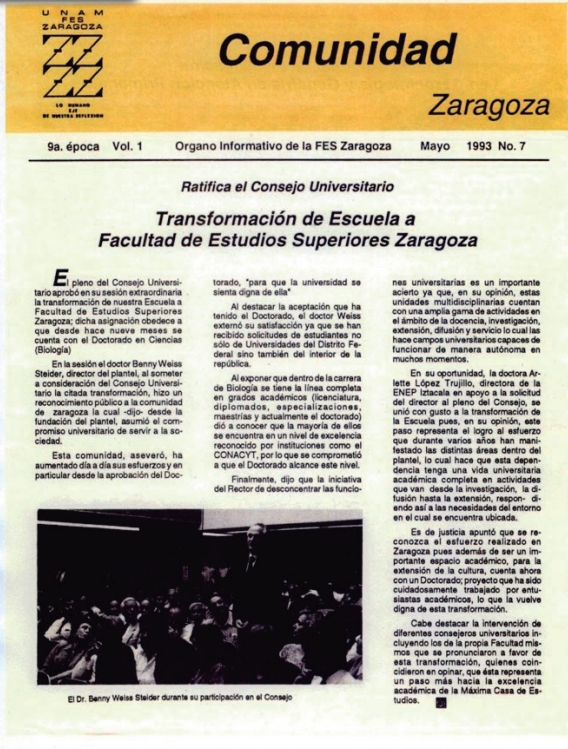 UNAM
FES
ZARAGOZA
LO HUMANO
EJE
DE NUESTRA REFLEXION
Comunidad
Zaragoza
9a. época Vol. 1 Organo Informativo de la FES Zaragoza Mayo 1993 No. 7
Ratifica el Consejo Universitario
Transformación de Escuela a
Facultad de Estudios Superiores Zaragoza
El pleno del Consejo Universi-
tario aprobó en su sesión extraordinaria
la transformación de nuestra Escuela a
Facultad de Estudios Superiores
Zaragoza; dicha asignación obedece a
que desde hace nueve meses se
cuenta con el Doctorado en Ciencias
(Biología)
En la sesión el doctor Benny Weiss
Steider, director del plantel, al someter
a consideración del Consejo Universi-
tario la citada transformación, hizo un
reconocimiento público a la comunidad
de zaragoza la cual -dijo- desde la
fundación del plantel, asumió el com-
promiso universitario de servir a la so-
ciedad.
Esta comunidad, aseveró, ha
aumentado día a día sus esfuerzos y en
particular desde la aprobación del Doc-
torado, "para que la universidad se
sienta digna de ella"
Al destacar la aceptación que ha
tenido el Doctorado, el doctor Weiss
externó su satisfacción ya que se han
recibido solicitudes de estudiantes no
sólo de Universidades del Distrito Fe-
deral sino también del interior de la
república.
Al exponer que dentro de la carrera
de Biología se tiene la línea completa
en grados académicos (licenciatura,
diplomados, especializaciones,
maestrías y actualmente el doctorado)
dió a conocer que la mayoría de ellos
se encuentra en un nivel de excelencia
reconocido por instituciones como el
CONACYT, por lo que se comprometió
a que el Doctorado alcance este nivel.
Finalmente, dijo que la iniciativa
del Rector de desconcentrar las funcio-
nes universitarias es un importante
acierto ya que, en su opinión, estas
unidades multidisciplinarias cuentan
con una amplia gama de actividades en
el ámbito de la docencia, investigación,
extensión, difusión y servicio lo cual las
hace campos universitarios capaces de
funcionar de manera autónoma en
muchos momentos.
En su oportunidad, la doctora Ar-
lette López Trujillo, directora de la
ENEP Iztacala en apoyo a la solicitud
del director al pleno del Consejo, se
unió con gusto a la transformación de
la Escuela pues, en su opinión, este
paso representa el logro al esfuerzo
que durante varios años han mani-
festado las distintas áreas dentro del
plantel, lo cual hace que esta depen-
dencia tenga una vida universitaria
académica completa en actividades
que van desde la investigación, la di-
fusión hasta la extensión, respon- di-
endo así a las necesidades del entorno
en el cual se encuentra ubicada.
Es de justicia apuntó que se re-
conozca el esfuerzo realizado en
Zaragoza pues además de ser un im-
portante espacio académico, para la
extensión de la cultura, cuenta ahora
con un Doctorado; proyecto que ha sido
cuidadosamente trabajado por entu-
siastas académicos, lo que la vuelve
digna de esta transformación.
Cabe destacar la intervención de
diferentes consejeros universitarios in-
cluyendo los de la propia Facultad mis-
mos que se pronunciaron a favor de
esta transformación, quienes coin-
cidieron en opinar, que ésta representa
un paso más hacia la excelencia
académica de la Máxima Casa de Es-
tudios.
El Dr. Benny Weiss Steider durante su participación en el Consejo